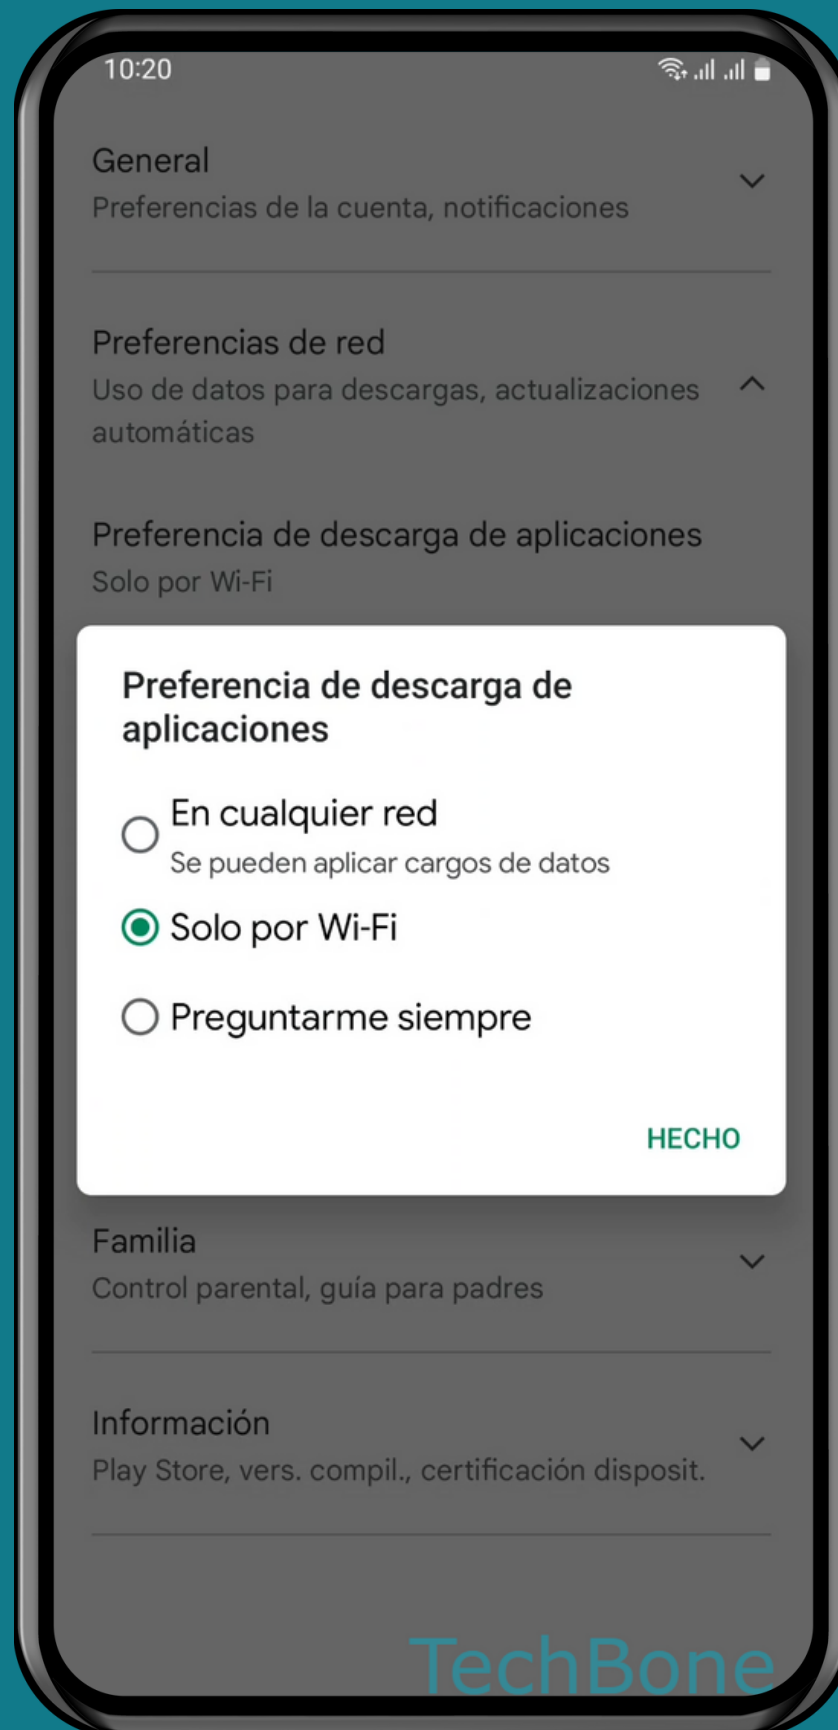 10:20
General
Preferencias de la cuenta, notificaciones
Preferencias de red
Uso de datos para descargas, actualizaciones
automáticas
Preferencia de descarga de aplicaciones
Solo por Wi-Fi
Preferencia de descarga de
aplicaciones
En cualquier red
Se pueden aplicar cargos de datos
Solo por Wi-Fi
Preguntarme siempre
HECHO
Familia
Control parental, guía para padres
Información
Play Store, vers. compil., certificación disposit.
TechBone